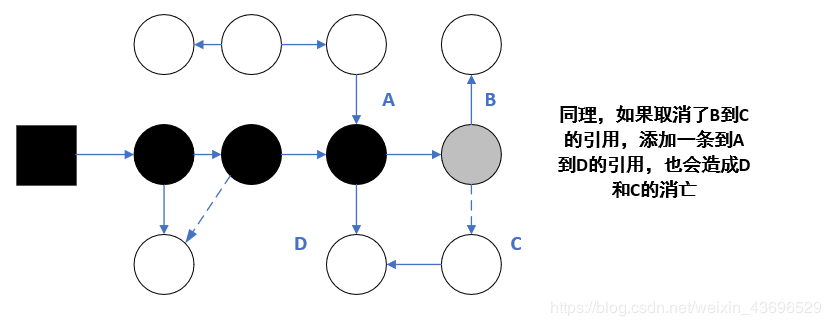 A
B
同理，如果取消了B到C
的引用，添加一条到A
到D的引用，也会造成D
和C的消亡
D
C
https://blog.csdn.net/weixin_43696529